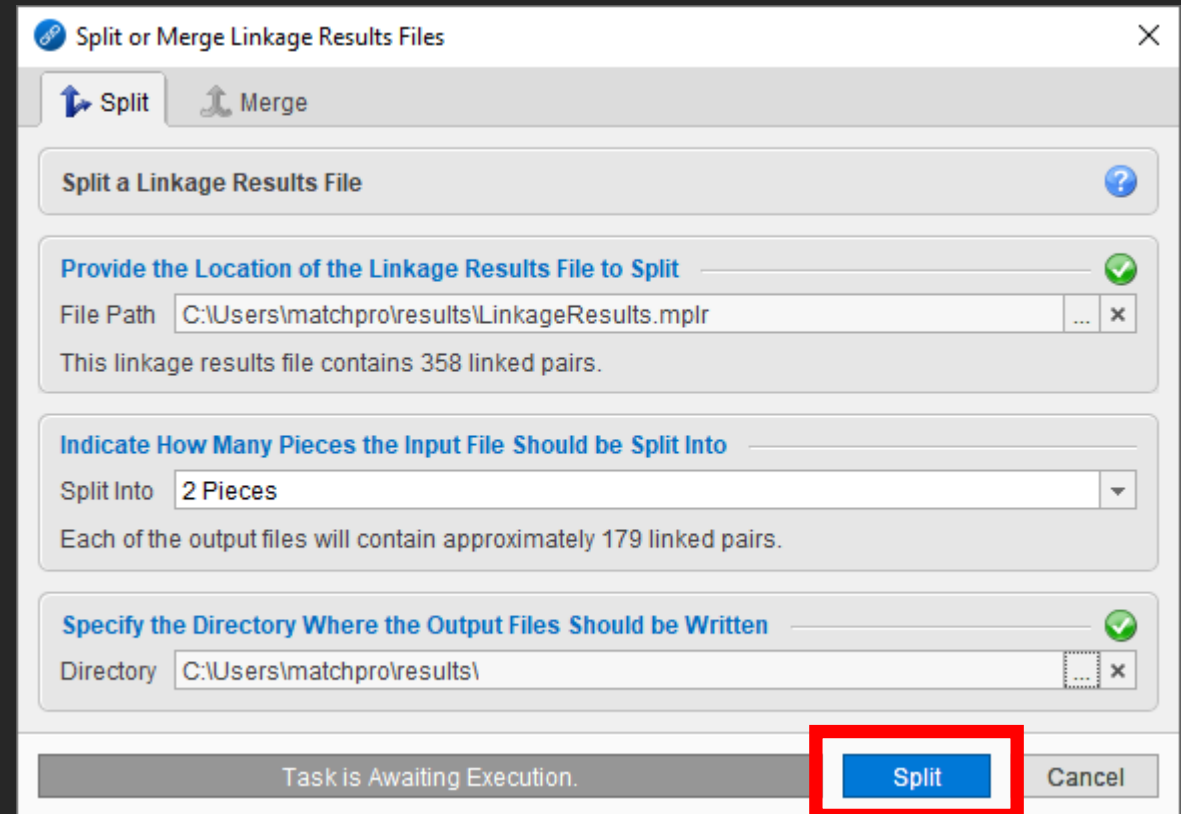 Split or Merge Linkage Results Files
Split
Merge
Split a Linkage Results File
?
Provide the Location of the Linkage Results File to Split
File Path C:\Users\matchpro\results\LinkageResults.mplr ...
This linkage results file contains 358 linked pairs.
Indicate How Many Pieces the Input File Should be Split Into
Split Into 2 Pieces
Each of the output files will contain approximately 179 linked pairs.
Specify the Directory Where the Output Files Should be Written
Directory C:\Users\matchpro\results\ ...
Task is Awaiting Execution.
Split
Cancel